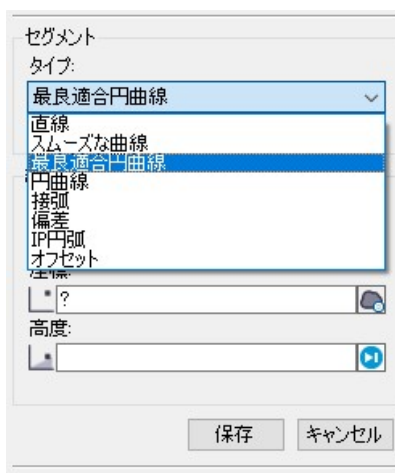 セグメント
タイプ:
最良適合円曲線
直線
スムーズな曲線
最良適合円曲線
円曲線
接弧
偏差
IP円弧
オフセット
座標:
?
高度:
保存
キャンセル